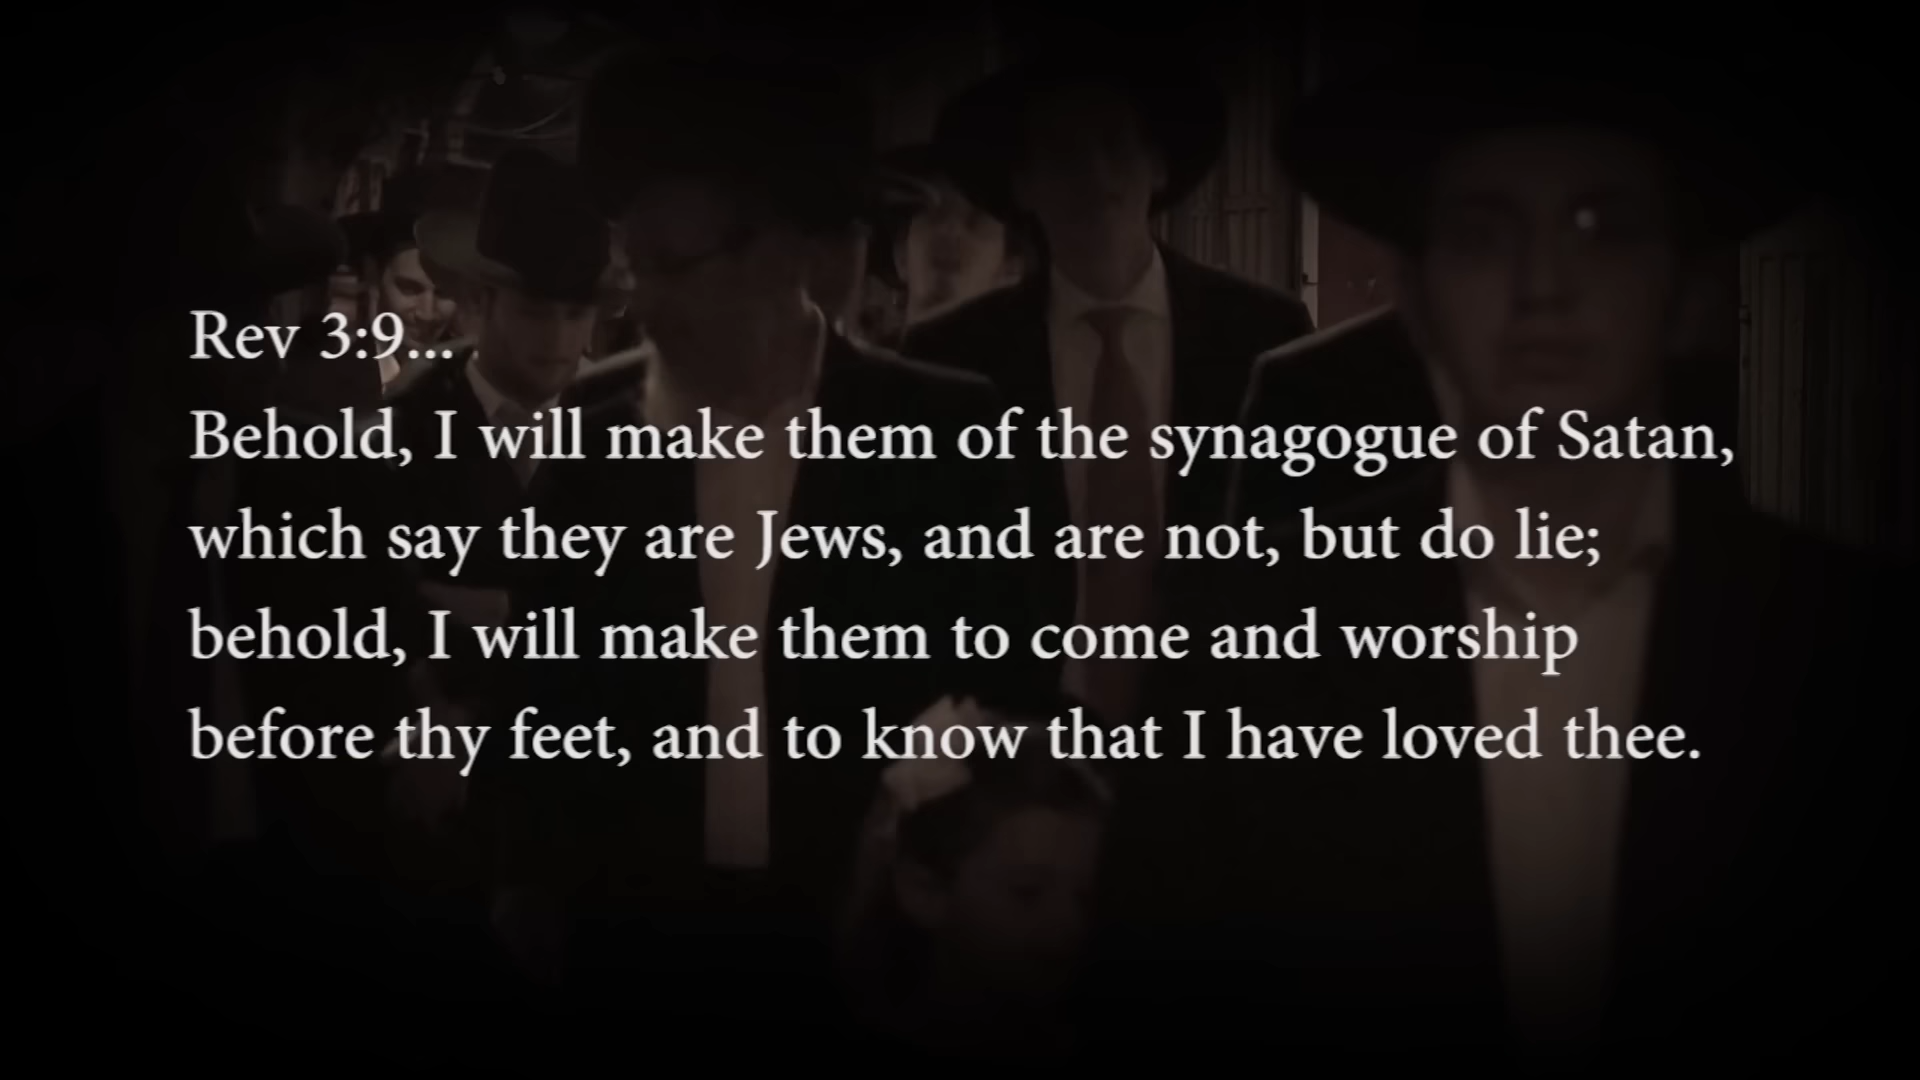 Rev 3:9...
Behold, I will make them of the synagogue of Satan,
which say they are Jews, and are not, but do lie;
behold, I will make them to come and worship
before thy feet, and to know that I have loved thee.